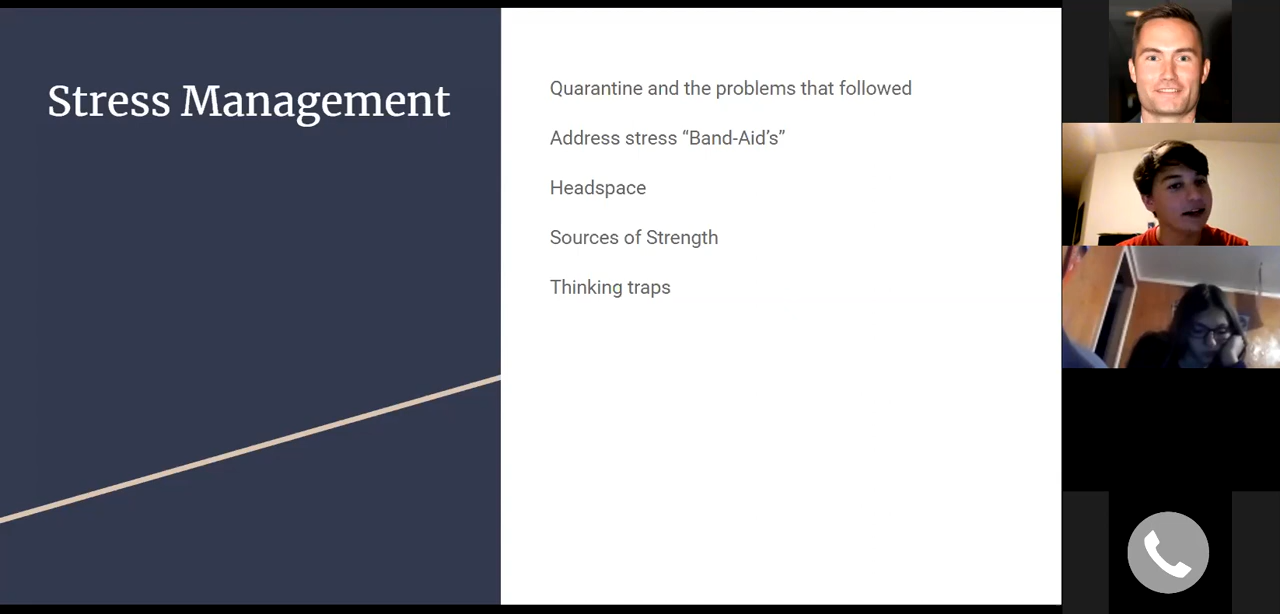 Stress Management
Quarantine and the problems that followed
Address stress “Band-Aid’s”
Headspace
Sources of Strength
Thinking traps